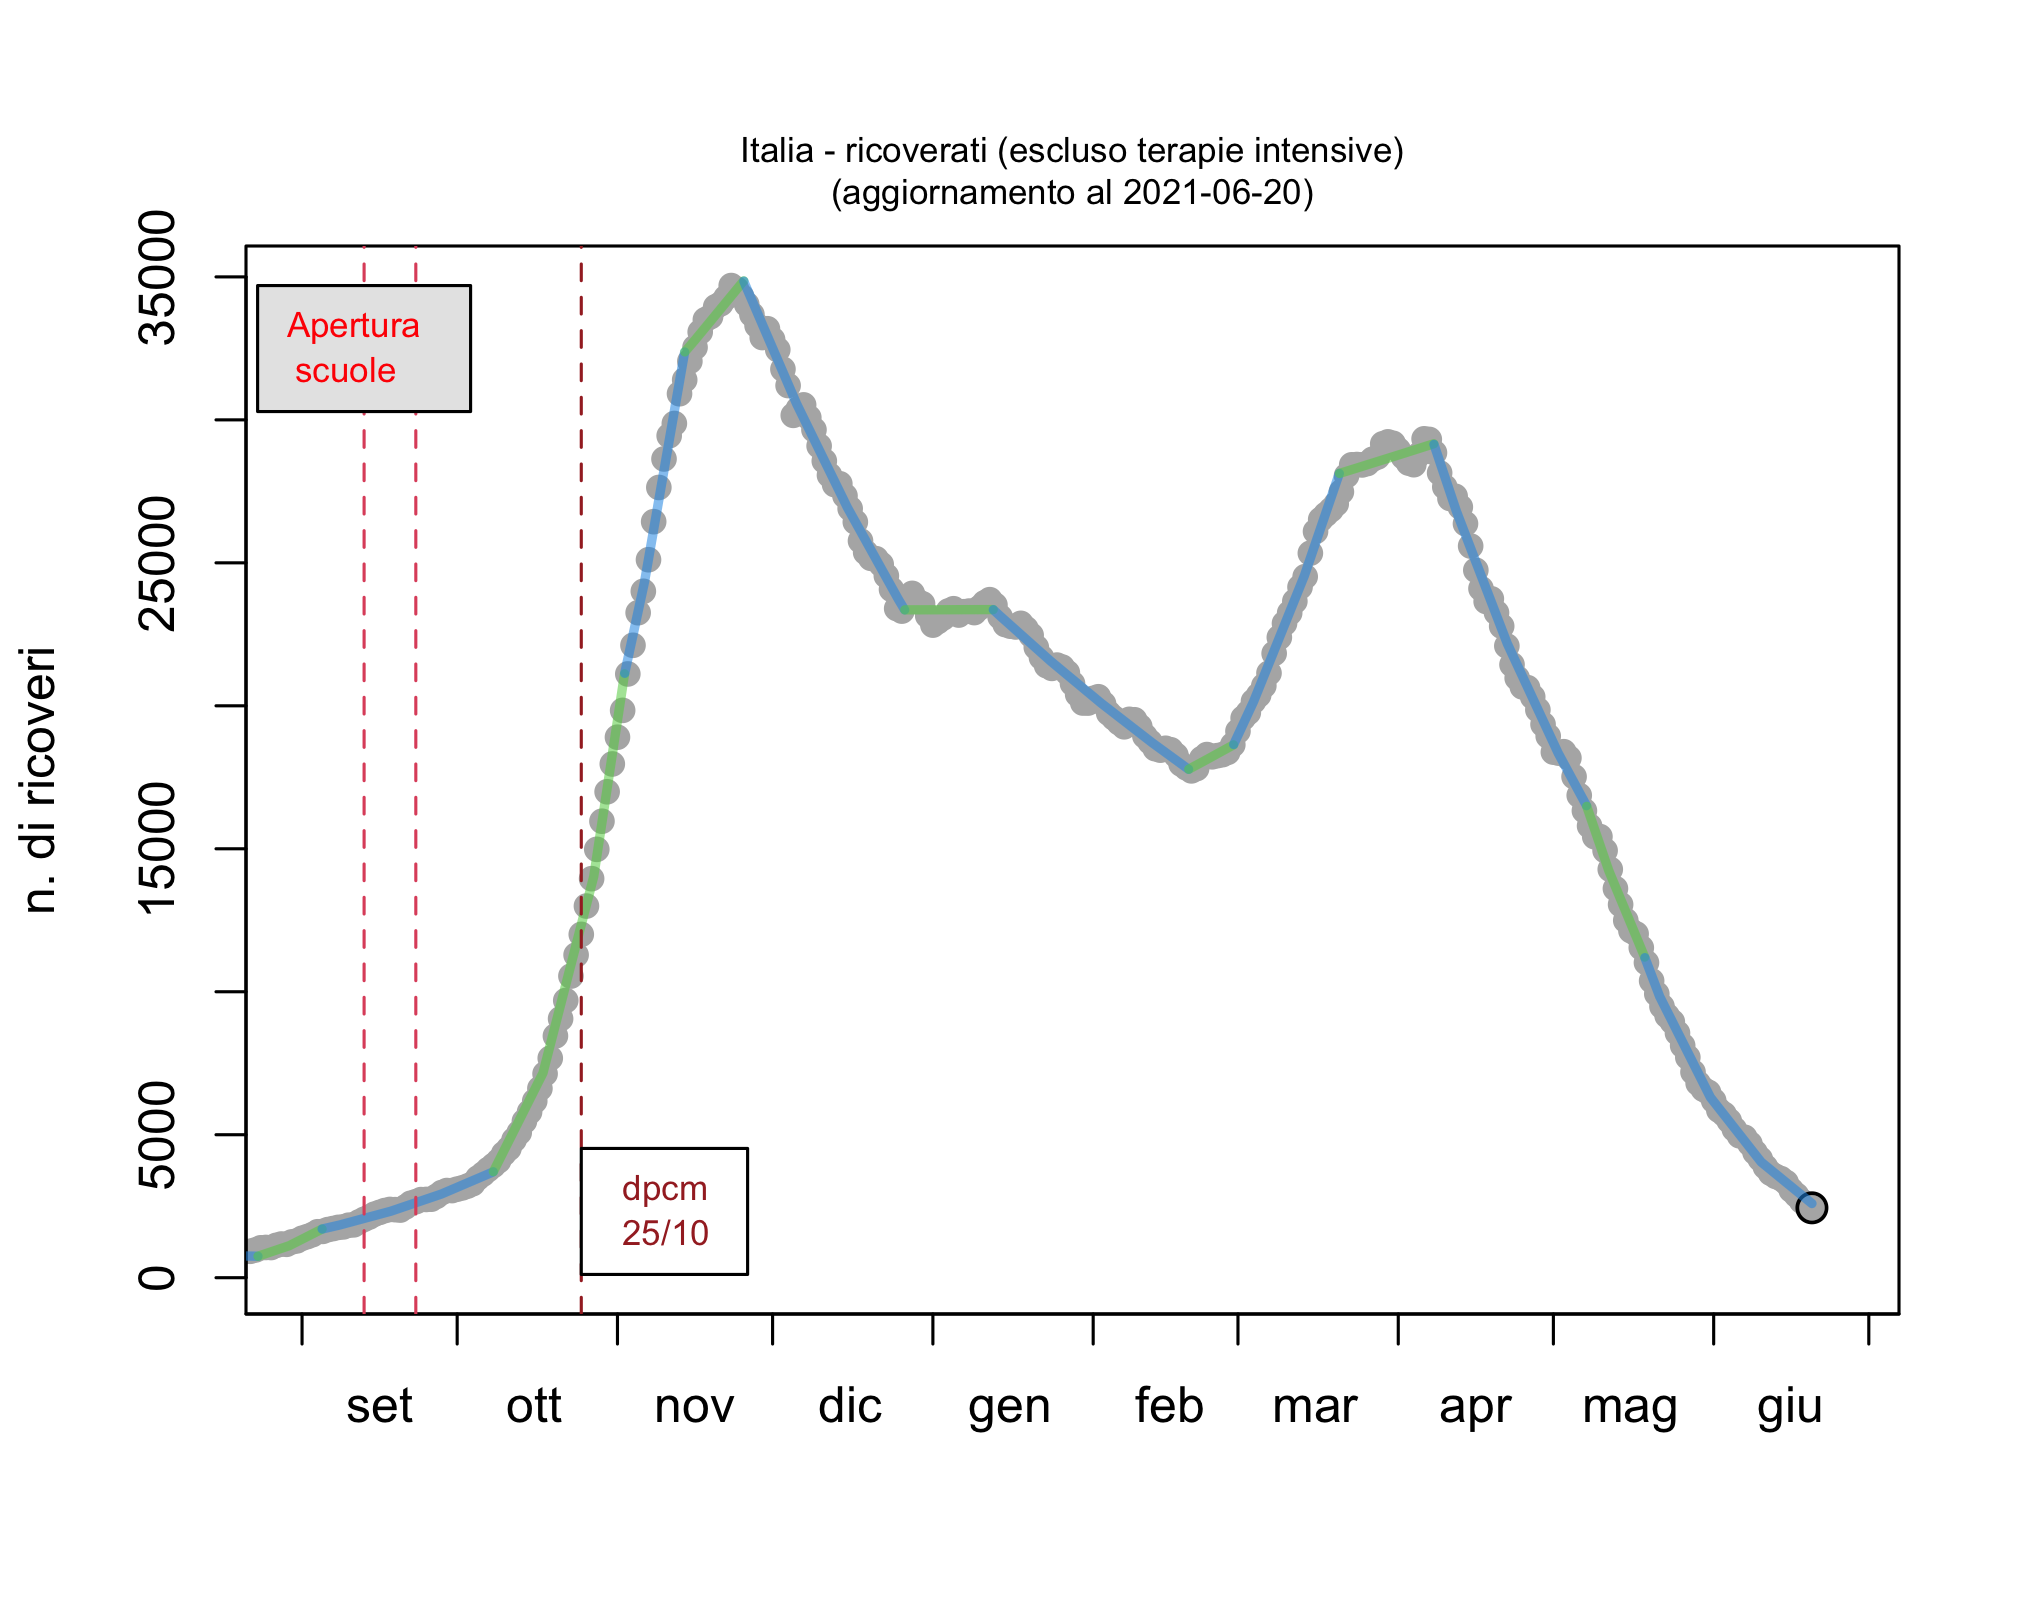 Italia - ricoverati (escluso terapie intensive)
(aggiornamento al 2021-06-20)
n. di ricoveri
35000
25000
15000
5000
0
Apertura
scuole
dpcm
25/10
set ott nov dic gen feb mar apr mag giu